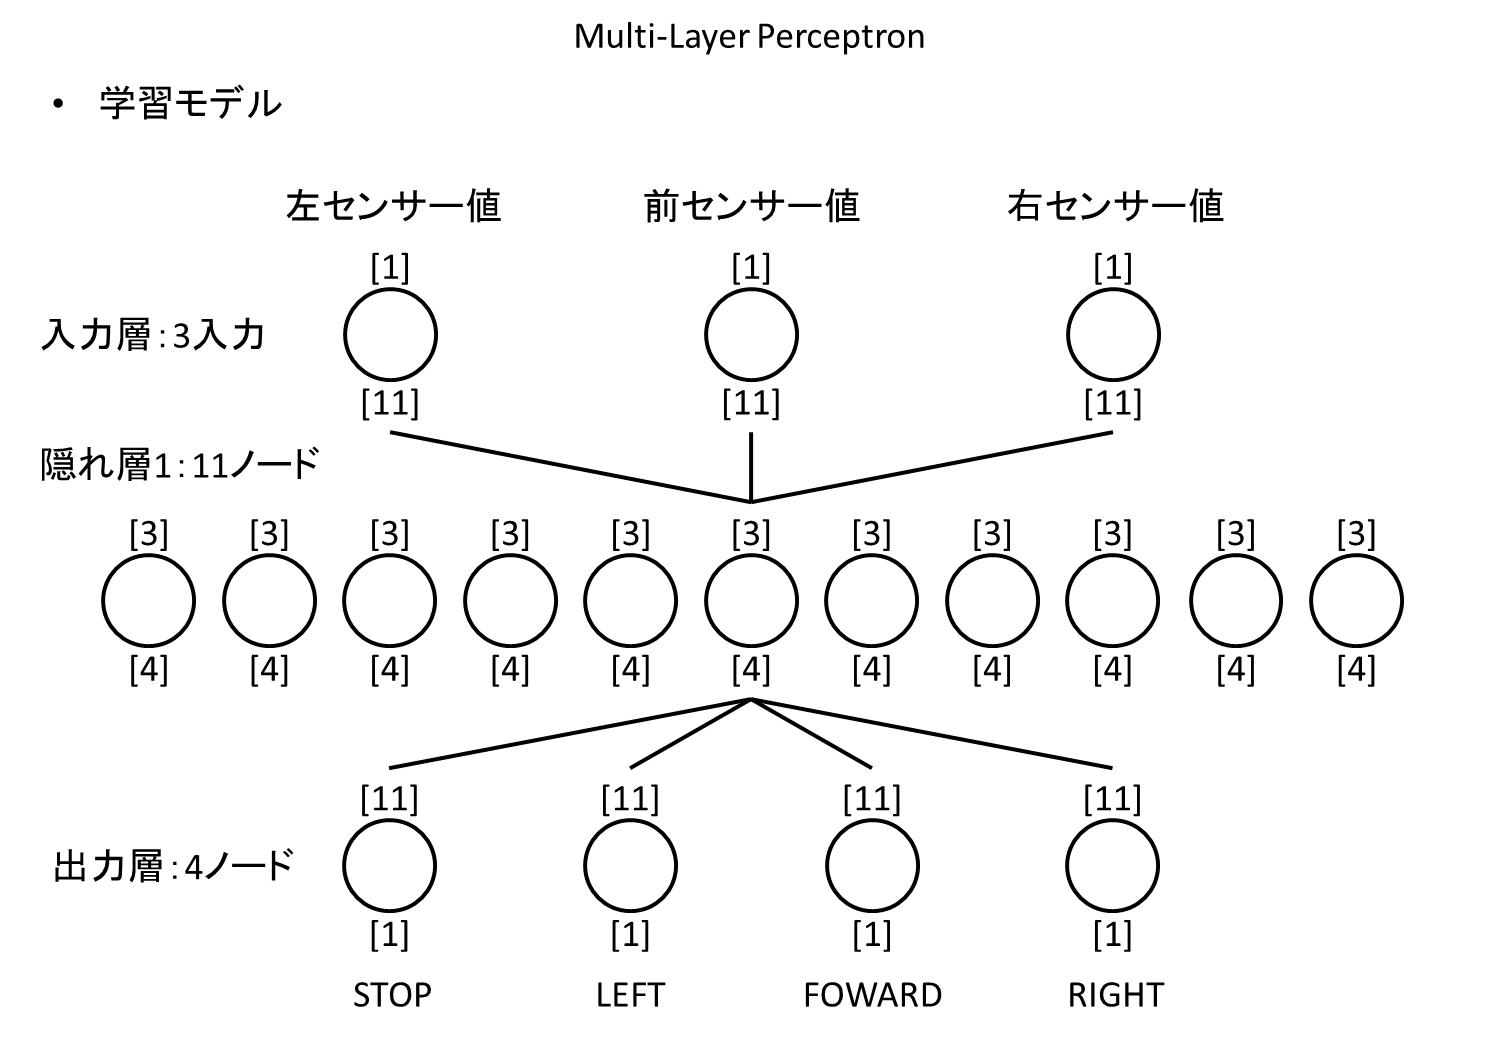 Multi-Layer Perceptron
• 学習モデル
左センサー値 前センサー値 右センサー値
[1] [1] [1]
入力層：3入力
[11] [11] [11]
隠れ層1：11ノード
[3] [3] [3] [3] [3] [3] [3] [3] [3] [3] [3]
[4] [4] [4] [4] [4] [4] [4] [4] [4] [4] [4]
[11] [11] [11] [11]
出力層：4ノード
[1] [1] [1] [1]
STOP LEFT FOWARD RIGHT